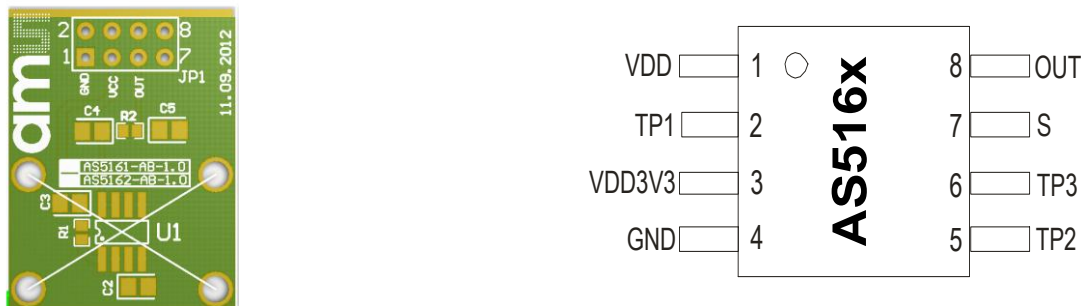 2
8
1
7
ams
GND
VCC
OUT
JP1
11.09.2012
C4
R2
C5
AS5161-AB-1.0
AS5162-AB-1.0
C3
R1
U1
C2
VDD 1
TP1 2
VDD3V3 3
GND 4
AS516x
8 OUT
7 S
6 TP3
5 TP2